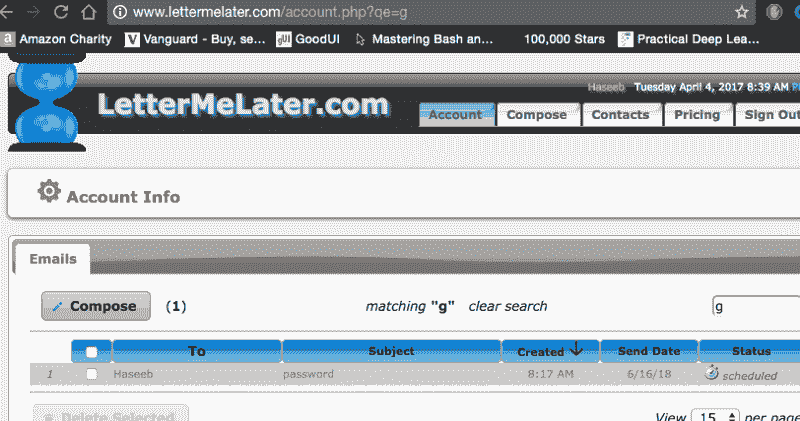 www.lettermelater.com/account.php?qe=g
a Amazon Charity V Vanguard - Buy, se... gUI GoodUI Mastering Bash an... 100,000 Stars Practical Deep Lea...
Haseeb Tuesday April 4, 2017 8:39 AM
LetterMeLater.com
Account Compose Contacts Pricing Sign Out
Account Info
Emails
Compose (1) matching "g" clear search g
To Subject Created Send Date Status
1 Haseeb password 8:17 AM 6/16/18 scheduled
Delete Selected
View 15 per page